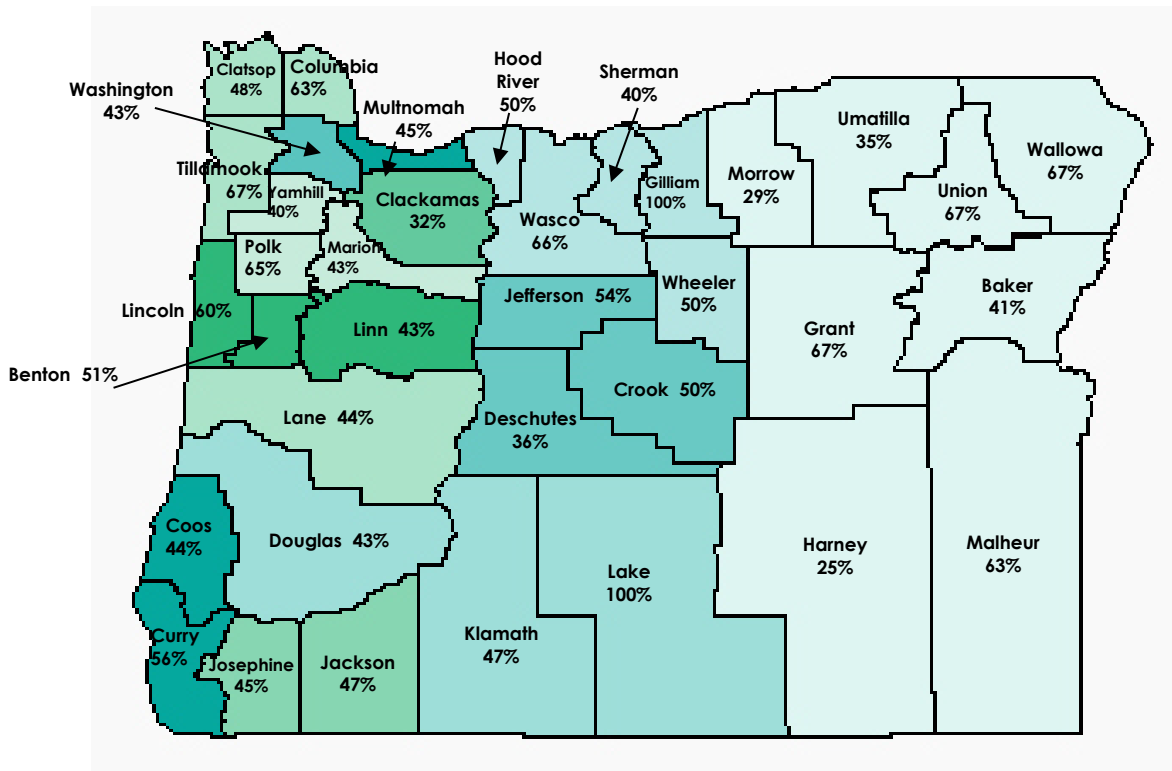 Clatsop
48%
Columbia
63%
Washington
43%
Multnomah
45%
Hood
River
50%
Sherman
40%
Umatilla
35%
Wallowa
67%
Tillamook
67%
Yamhill
40%
Clackamas
32%
Wasco
66%
Gilliam
100%
Morrow
29%
Union
67%
Polk
65%
Marion
43%
Jefferson 54%
Wheeler
50%
Baker
41%
Lincoln 60%
Linn 43%
Grant
67%
Benton 51%
Crook 50%
Lane 44%
Deschutes
36%
Coos
44%
Douglas 43%
Lake
100%
Harney
25%
Malheur
63%
Curry
56%
Josephine
45%
Jackson
47%
Klamath
47%